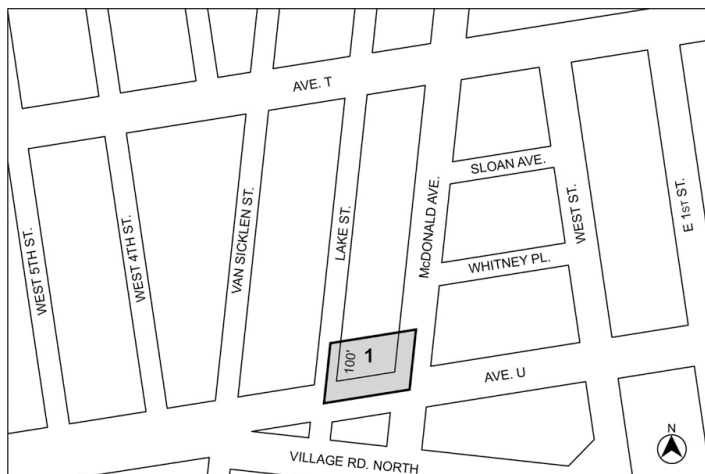 AVE. T
SLOAN AVE.
WEST 5TH ST.
WEST 4TH ST.
VAN SICKLEN ST.
LAKE ST.
McDONALD AVE.
WEST ST.
E 1ST ST.
WHITNEY PL.
100'
1
AVE. U
VILLAGE RD. NORTH
N